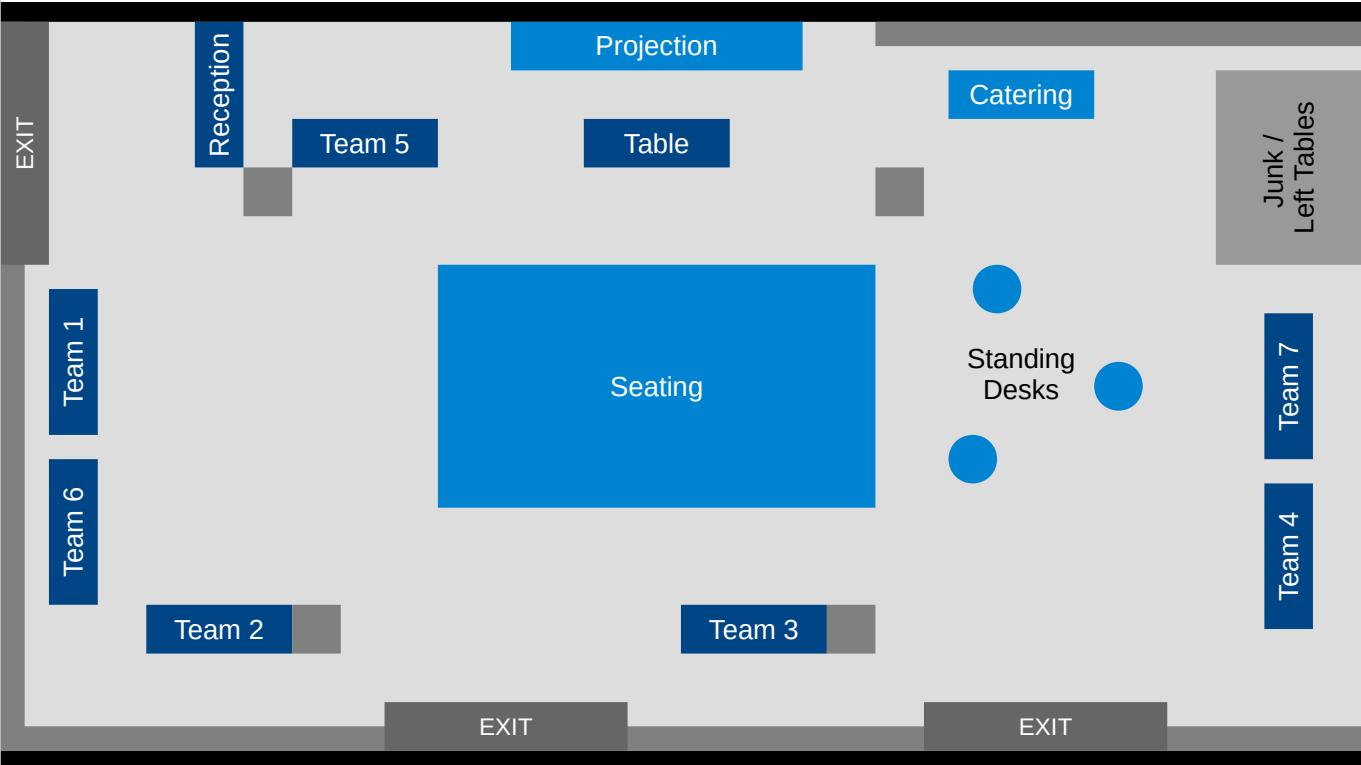 Projection
Reception
Catering
EXIT
Team 5
Table
Junk /
Left Tables
Team 1
Seating
Standing
Desks
Team 7
Team 6
Team 4
Team 2
Team 3
EXIT
EXIT